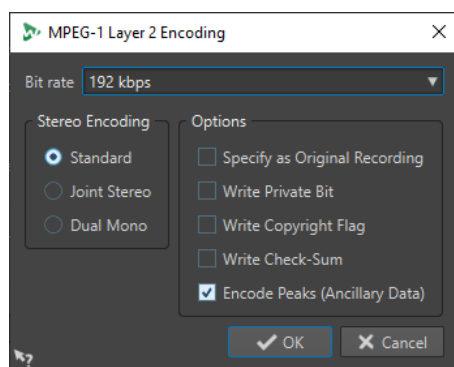 MPEG-1 Layer 2 Encoding
Bit rate 192 kbps
Stereo Encoding
Standard
Joint Stereo
Dual Mono
Options
Specify as Original Recording
Write Private Bit
Write Copyright Flag
Write Check-Sum
Encode Peaks (Ancillary Data)
OK
Cancel
?